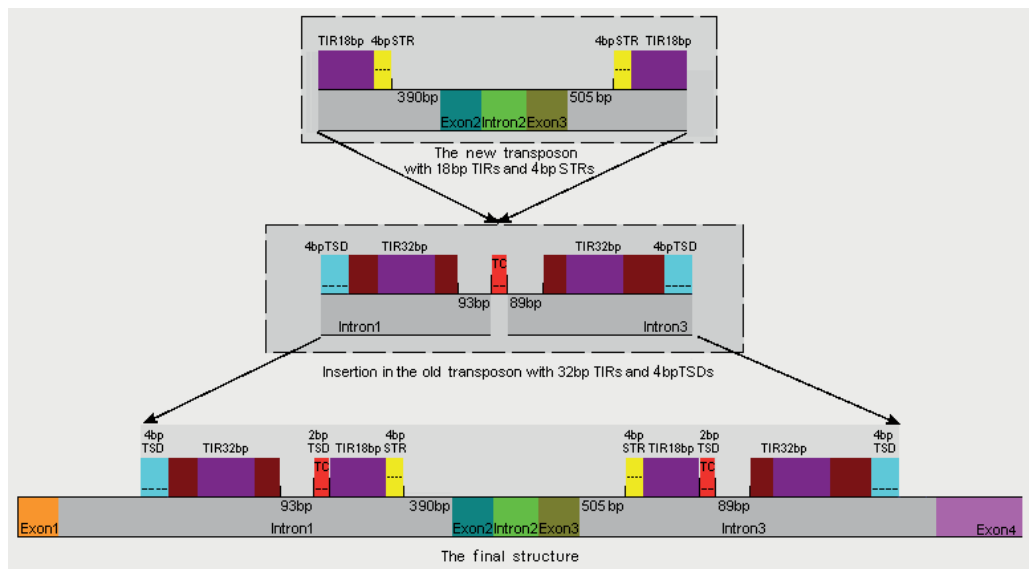 TIR18bp 4bp STR 4bp STR TIR18bp
390bp 505 bp
Exon2 Intron2 Exon3
The new transposon
with 18bp TIRs and 4bp STRs
4bpTSD TIR32bp TIR32bp 4bpTSD
TC
93bp 89bp
Intron1 Intron3
Insertion in the old transposon with 32bp TIRs and 4bpTSDs
4bp 2bp 4bp 4bp 2bp 4bp
TSD TIR32bp TSD TIR18bp STR STR TIR18bp TSD TIR32bp TSD
TC TC
93bp 390bp 505 bp 89bp
Exon1 Intron1 Exon2 Intron2 Exon3 Intron3 Exon4
The final structure